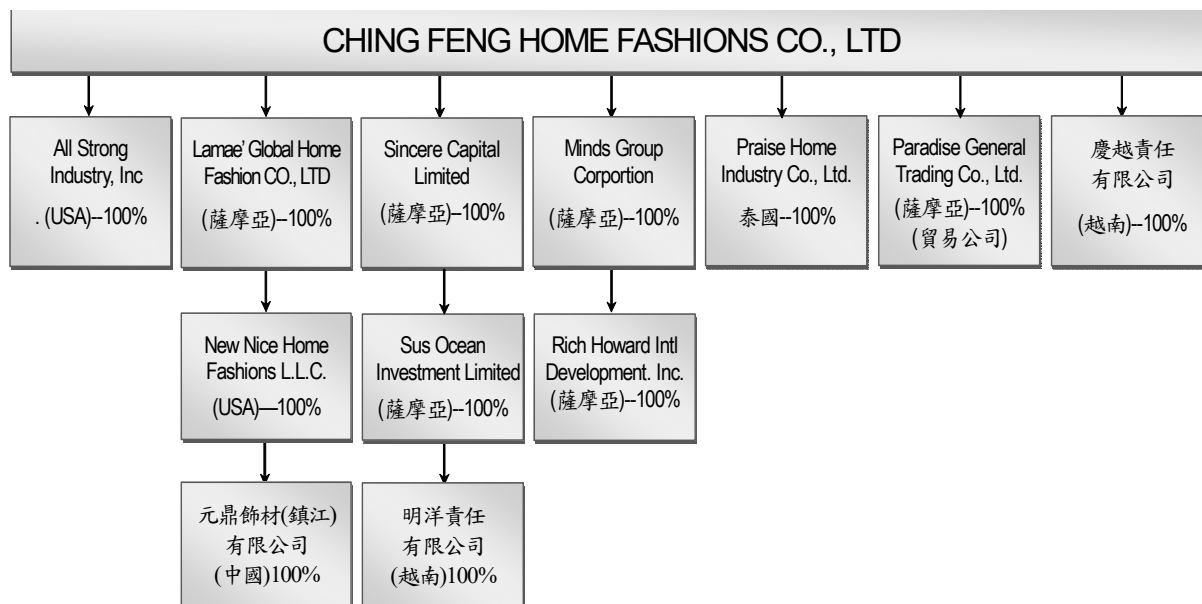 CHING FENG HOME FASHIONS CO., LTD
All Strong
Industry, Inc
. (USA)--100%
Lamae' Global Home
Fashion CO., LTD
(薩摩亞)--100%
Sincere Capital
Limited
(薩摩亞)--100%
Minds Group
Corportion
(薩摩亞)--100%
Praise Home
Industry Co., Ltd.
泰國--100%
Paradise General
Trading Co., Ltd.
(薩摩亞)--100%
(貿易公司)
慶越責任
有限公司
(越南)--100%
New Nice Home
Fashions L.L.C.
(USA)—100%
Sus Ocean
Investment Limited
(薩摩亞)--100%
Rich Howard Intl
Development. Inc.
(薩摩亞)--100%
元鼎飾材(鎮江)
有限公司
(中國)100%
明洋責任
有限公司
(越南)100%